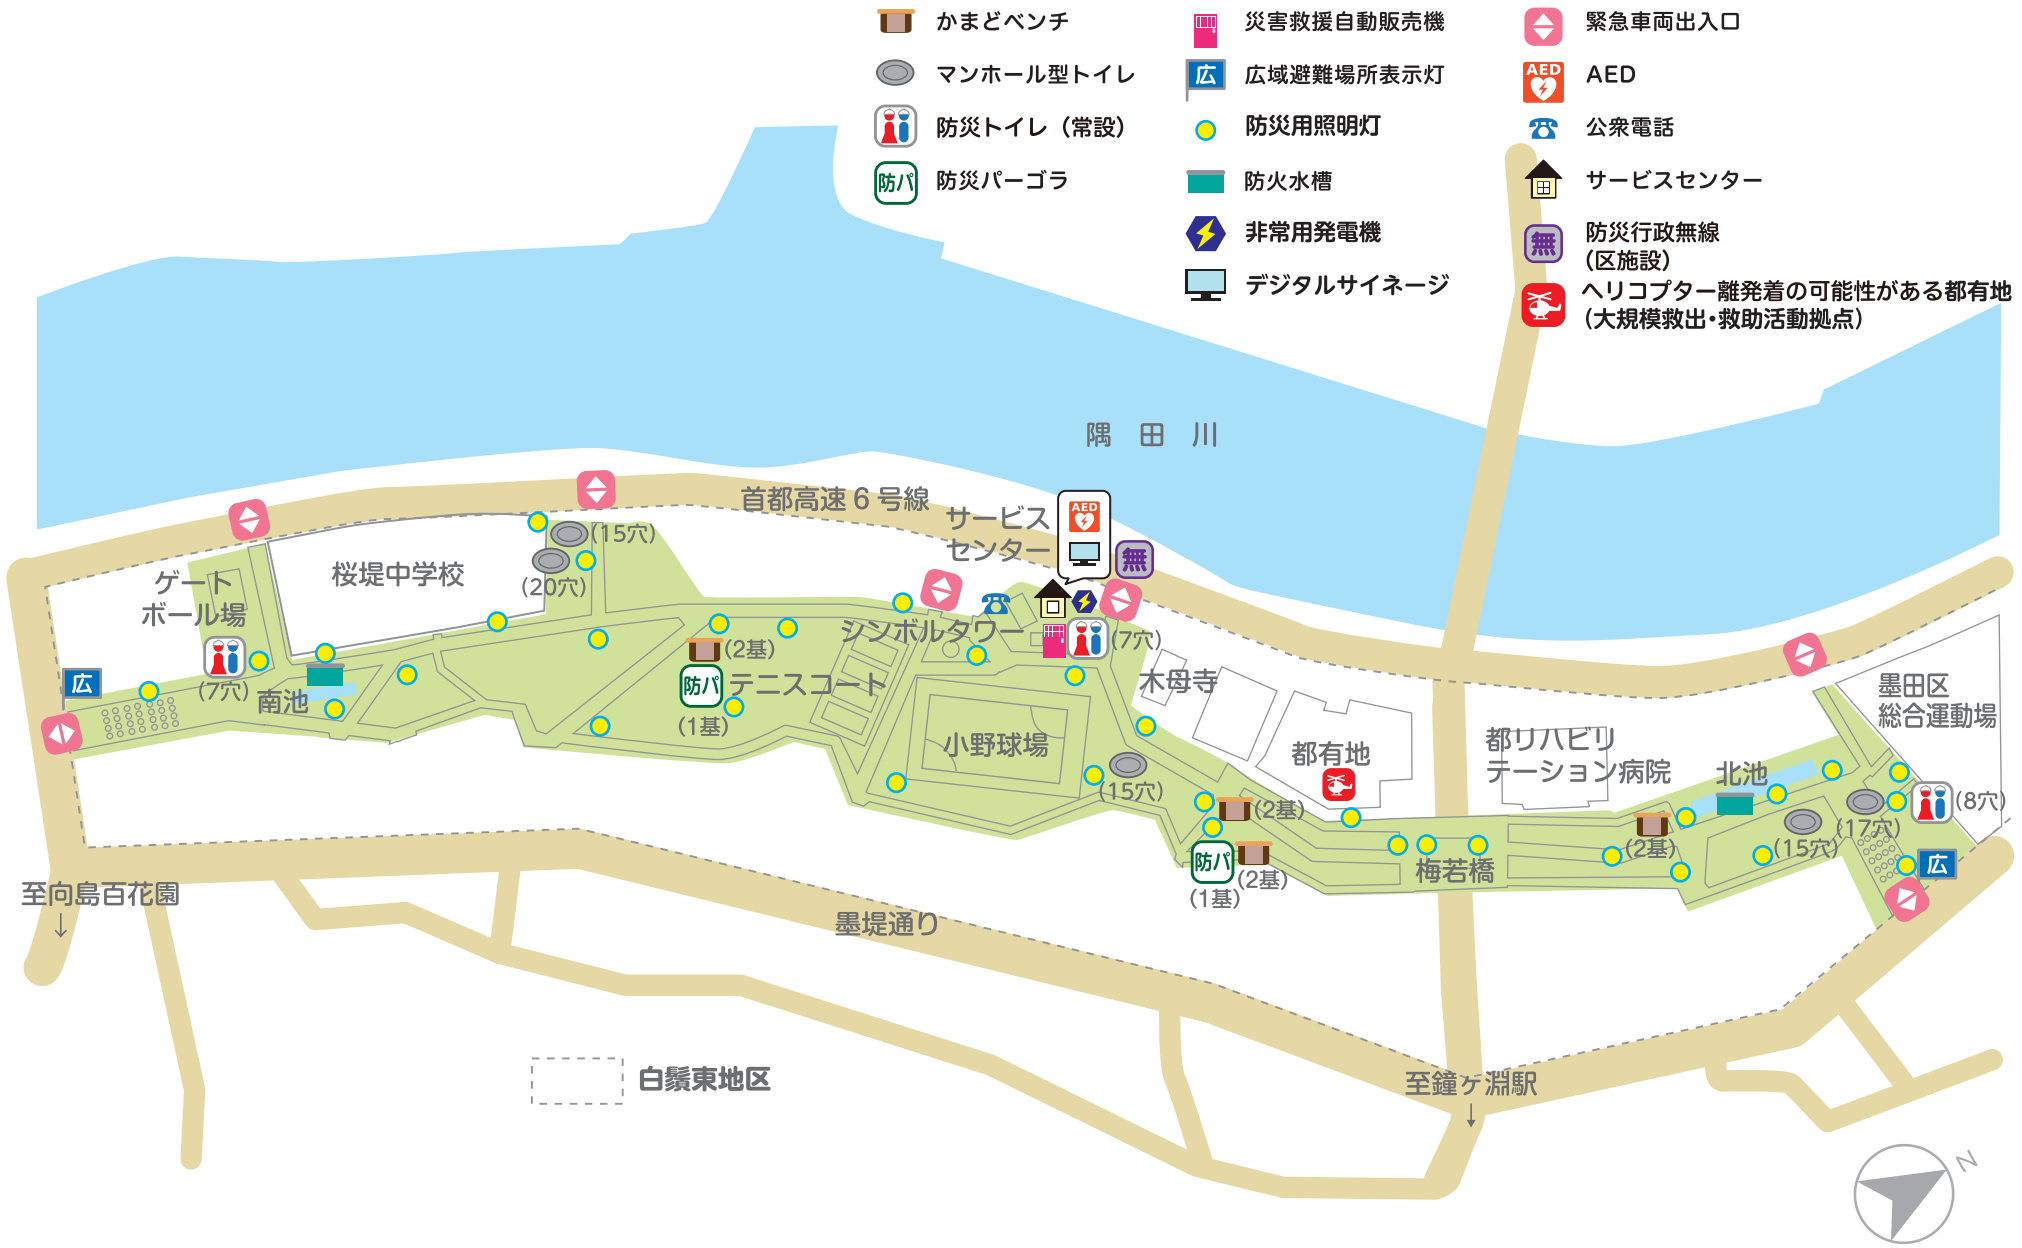 かまどベンチ
マンホール型トイレ
防災トイレ（常設）
防パ
防災パーゴラ
災害救援自動販売機
広
広域避難場所表示灯
防災用照明灯
防火水槽
非常用発電機
デジタルサイネージ
緊急車両出入口
AED
AED
公衆電話
サービスセンター
無
防災行政無線
（区施設）
ヘリコプター離発着の可能性がある都有地
（大規模救出・救助活動拠点）
隅 田 川
首都高速６号線
サービス
センター
AED
無
(15穴)
(20穴)
桜堤中学校
ゲート
ボール場
(7穴)
広
南池
(2基)
防パ
(1基)
テニスコート
シンボルタワー
(7穴)
木母寺
小野球場
(15穴)
都有地
(2基)
防パ
(2基)
(1基)
梅若橋
都リハビリ
テーション病院
北池
(2基)
(15穴)
(17穴)
(8穴)
広
墨田区
総合運動場
至向島百花園
↓
墨堤通り
白鬚東地区
至鐘ヶ淵駅
↓
N